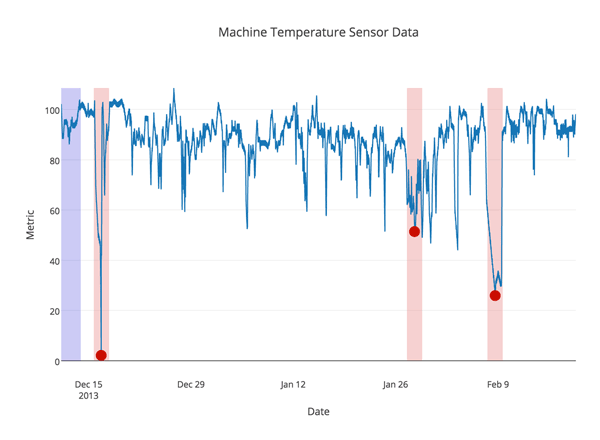 Machine Temperature Sensor Data
100
80
60
40
20
0
Metric
Dec 15
2013
Dec 29
Jan 12
Jan 26
Feb 9
Date